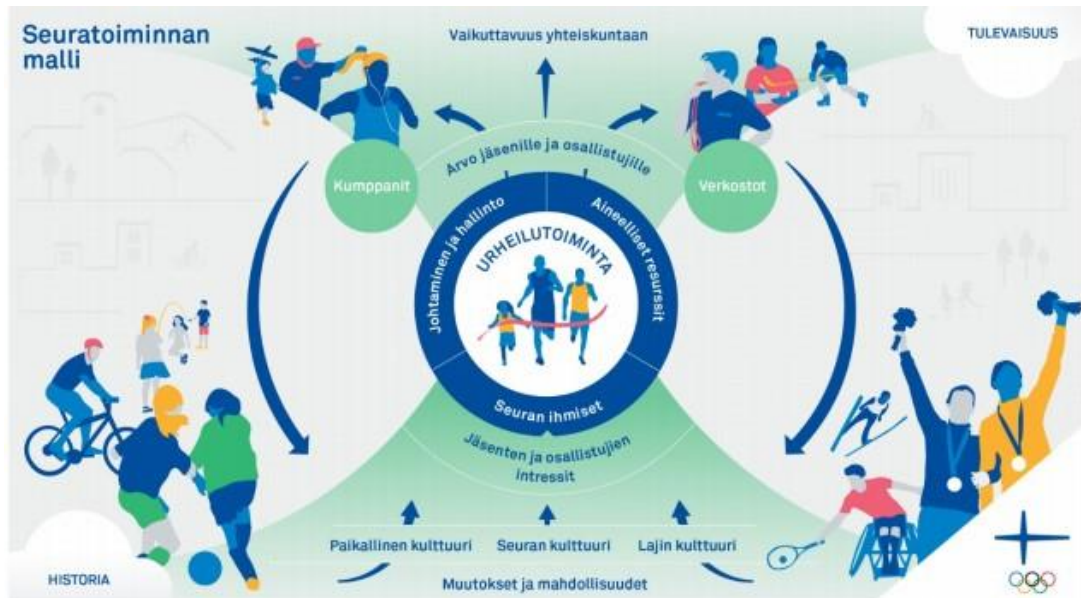 Seuratoiminnan
malli
Vaikuttavuus yhteiskuntaan
TULEVAISUUS
Arvo jäsenille ja osallistujille
Kumppanit
Verkostot
Johtaminen ja hallinto
Aineelliset resurssit
URHEILUTOIMINTA
Seuran ihmiset
Jäsenten ja osallistujien
intressit
Paikallinen kulttuuri
Seuran kulttuuri
Lajin kulttuuri
HISTORIA
Muutokset ja mahdollisuudet